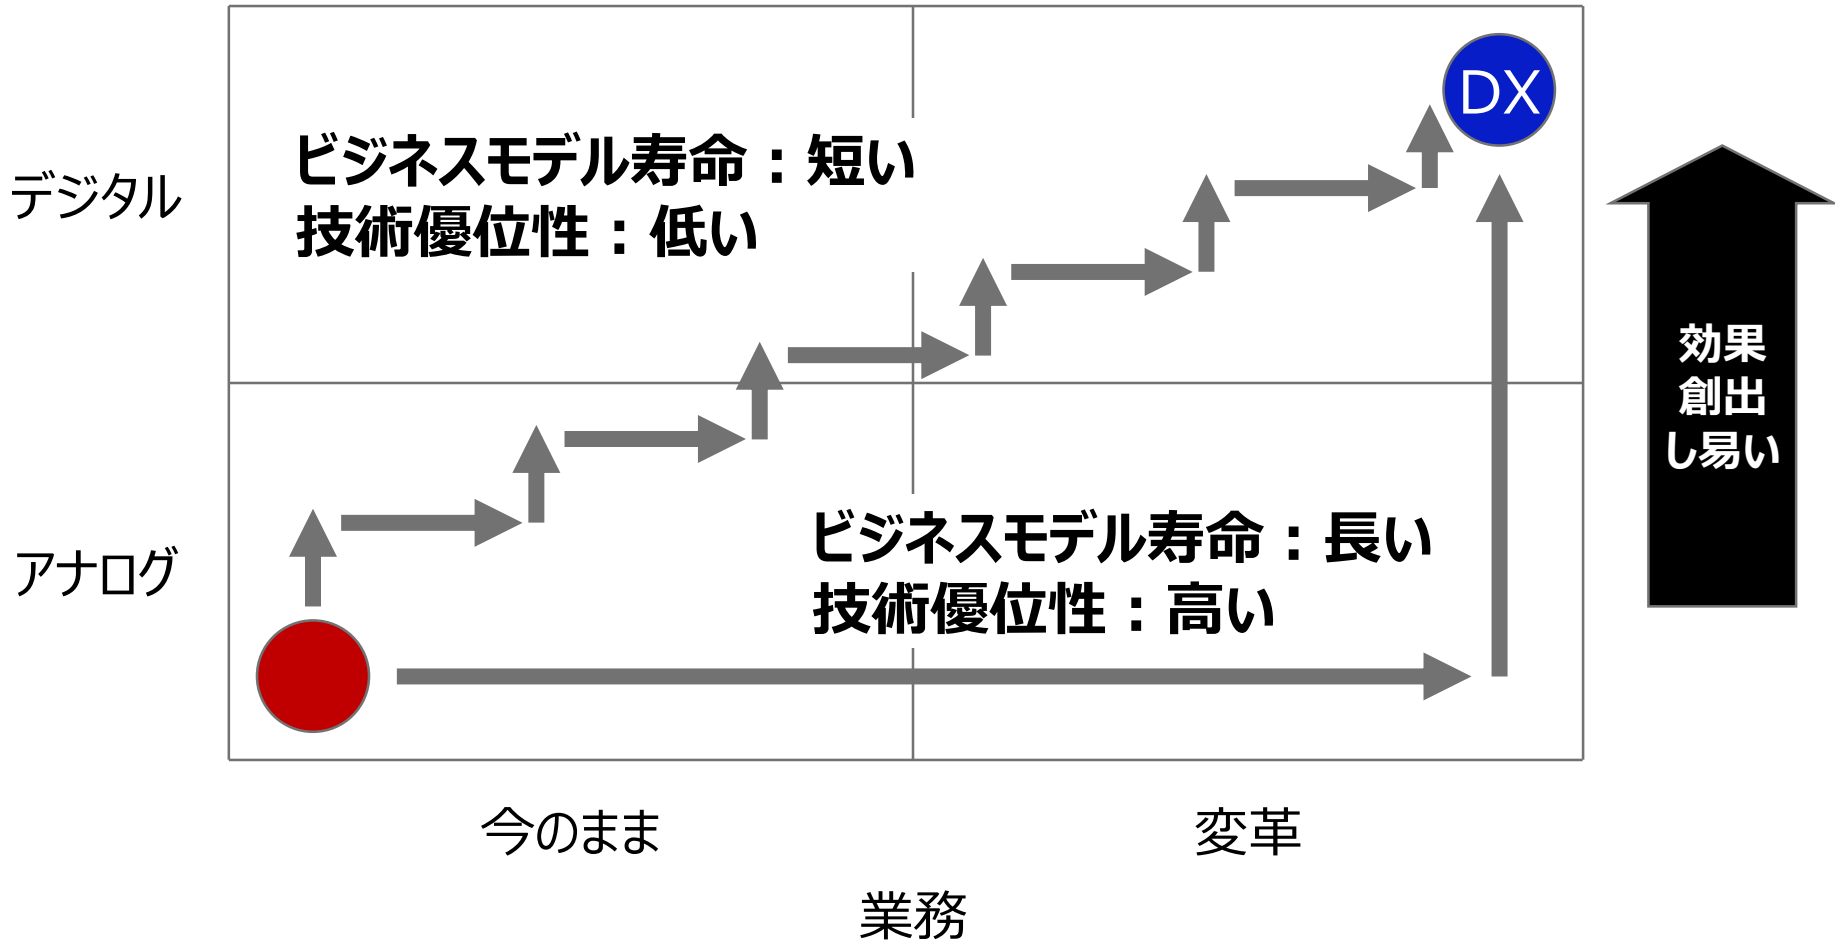 DX
ビジネスモデル寿命：短い
技術優位性：低い
デジタル
効果
創出
し易い
ビジネスモデル寿命：長い
技術優位性：高い
アナログ
今のまま
変革
業務